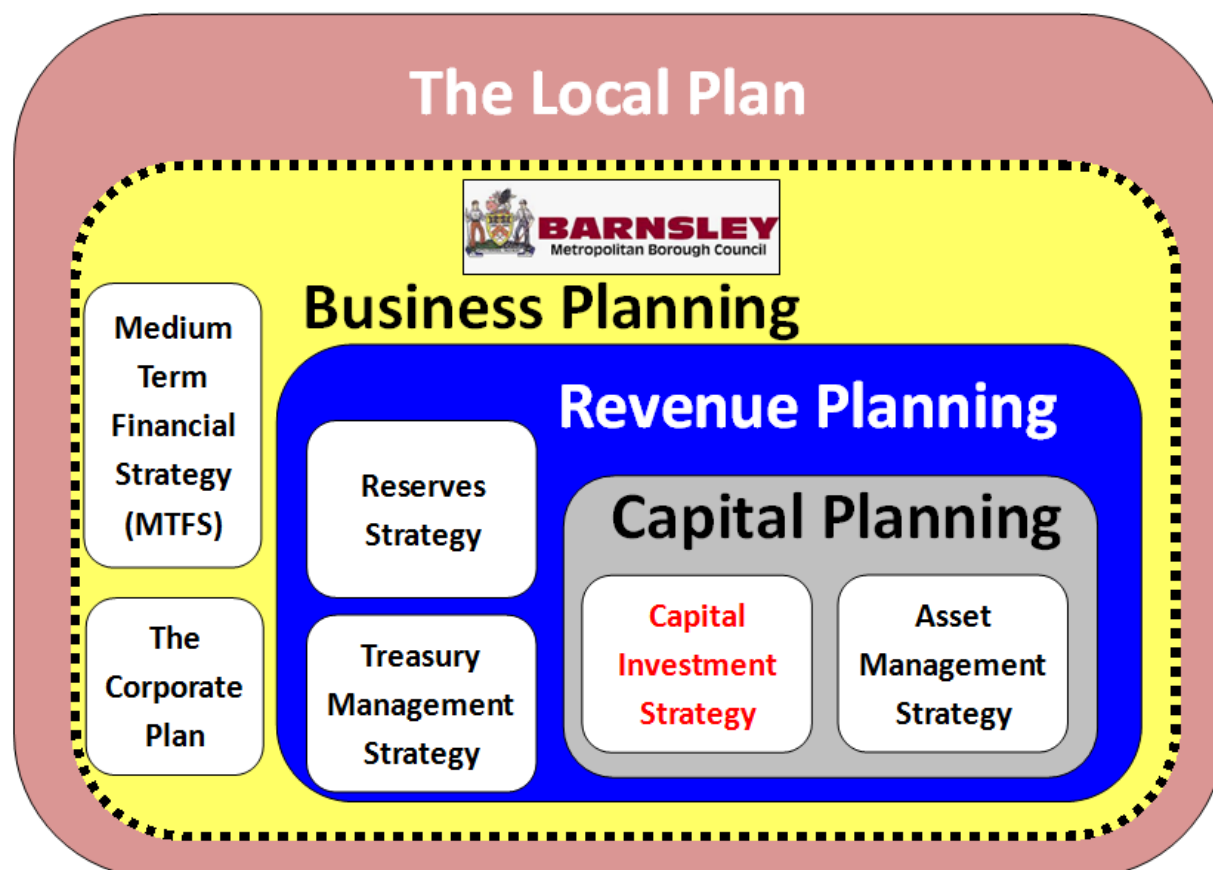 The Local Plan
BARNSLEY
Metropolitan Borough Council
Business Planning
Medium
Term
Financial
Strategy
(MTFS)
The
Corporate
Plan
Revenue Planning
Reserves
Strategy
Treasury
Management
Strategy
Capital Planning
Capital
Investment
Strategy
Asset
Management
Strategy